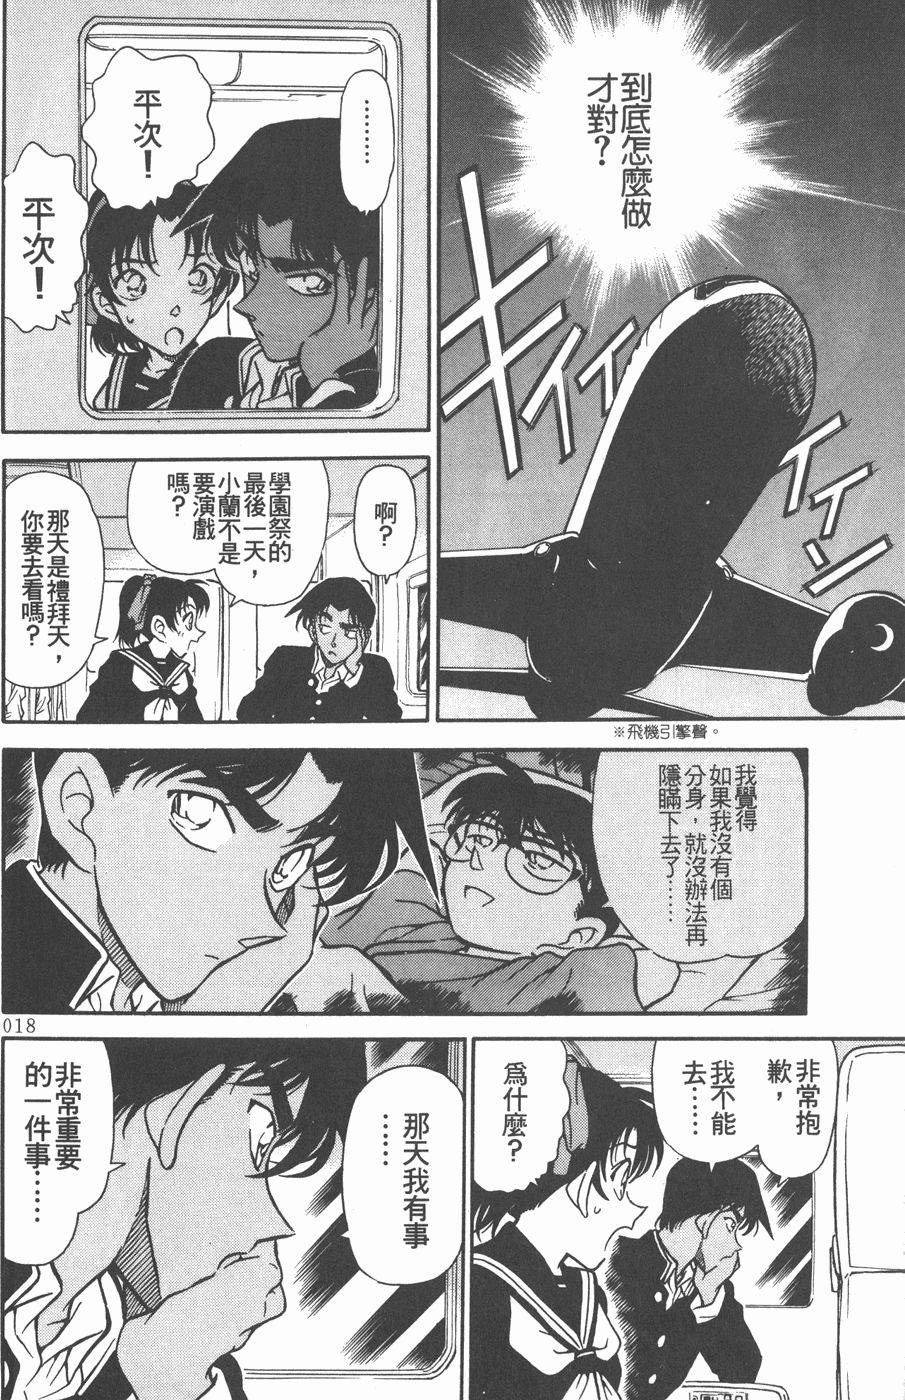 到底怎麼做
才對？
キィイイイイン
※飛機引擎聲。
………
平次！
平次！
啊？
學園祭的
最後一天，
小蘭不是
要演戲
嗎？
那天是禮拜天，
你要去看嗎？
我覺得
如果我沒有個
分身，就沒辦法再
隱瞞下去了……
非常抱
歉，
我不能
去……
為什麼？
那天我有事
……
非常重要
的一件
事……
018